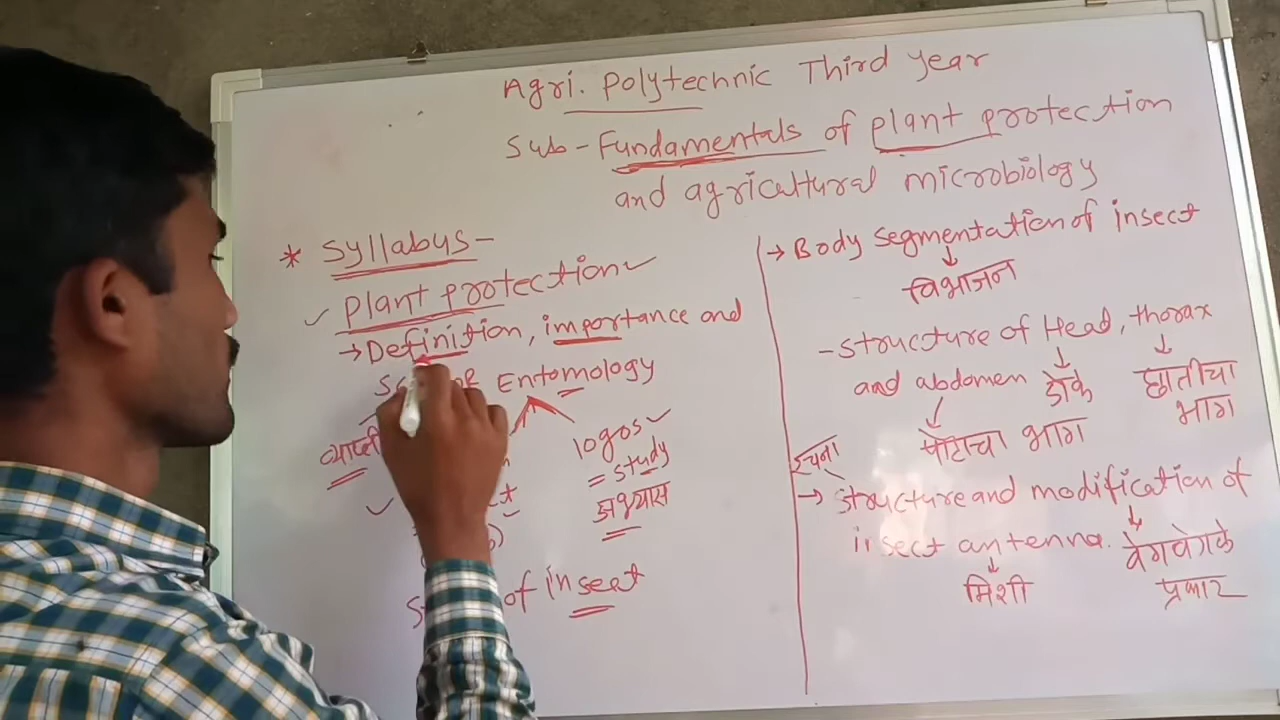 Agri. Polytechnic Third Year
Sub - Fundamentals of plant protection
and agricultural microbiology
* Syllabus -
✓ Plant protection ✓
→ Definition, importance and
Entomology
logos ✓
= study
अभ्यास
of insect
→ Body segmentation of insect
↓
विभाजन
- structure of Head, thorax
and abdomen डोके छातीचा
भाग
पोटाचा भाग
रचना
→ structure and modification of
insect antenna. वेगवेगळे
मिशी प्रकार